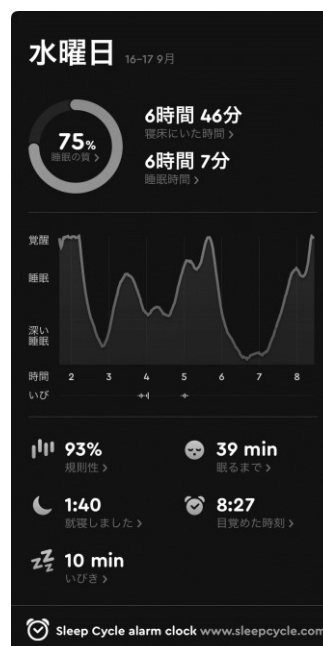 水曜日 16-17 9月
75%
睡眠の質 >
6時間 46分
寝床にいた時間 >
6時間 7分
睡眠時間 >
覚醒
睡眠
深い
睡眠
時間 2 3 4 5 6 7 8
いび
93%
規則性 >
39 min
眠るまで >
1:40
就寝しました >
8:27
目覚めた時刻 >
10 min
いびき >
Sleep Cycle alarm clock www.sleepcycle.com